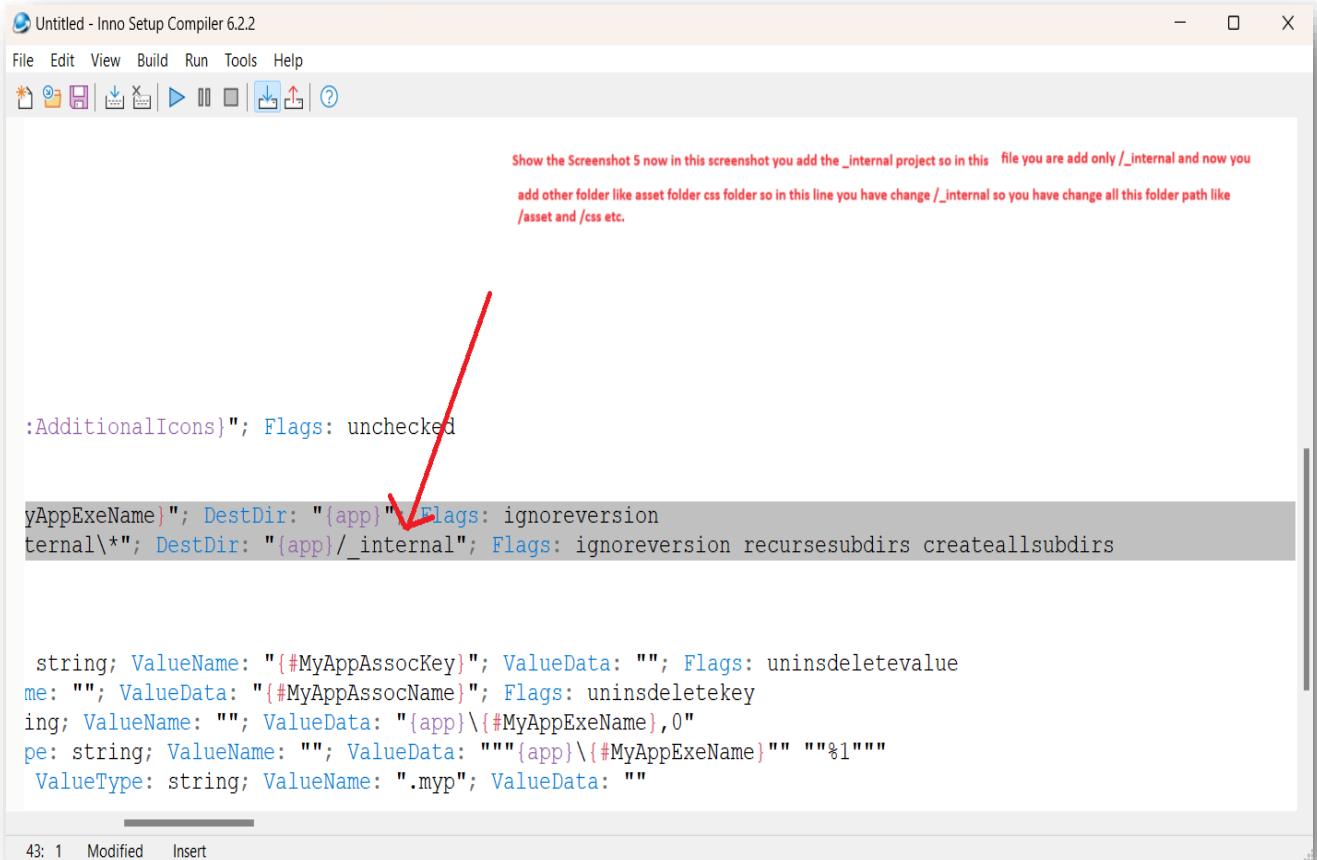 Untitled - Inno Setup Compiler 6.2.2
File Edit View Build Run Tools Help
Show the Screenshot 5 now in this screenshot you add the _internal project so in this file you are add only /_internal and now you
add other folder like asset folder css folder so in this line you have change /_internal so you have change all this folder path like
/asset and /css etc.
:AdditionalIcons}"; Flags: unchecked
yAppExeName}"; DestDir: "{app}"; Flags: ignoreversion
ternal\*"; DestDir: "{app}/_internal"; Flags: ignoreversion recursesubdirs createallsubdirs
string; ValueName: "{#MyAppAssocKey}"; ValueData: ""; Flags: uninsdeletevalue
me: ""; ValueData: "{#MyAppAssocName}"; Flags: uninsdeletekey
ing; ValueName: ""; ValueData: "{app}\{#MyAppExeName},0"
pe: string; ValueName: ""; ValueData: """{app}\{#MyAppExeName}"" ""%1"""
ValueType: string; ValueName: ".myp"; ValueData: ""
43: 1 Modified Insert